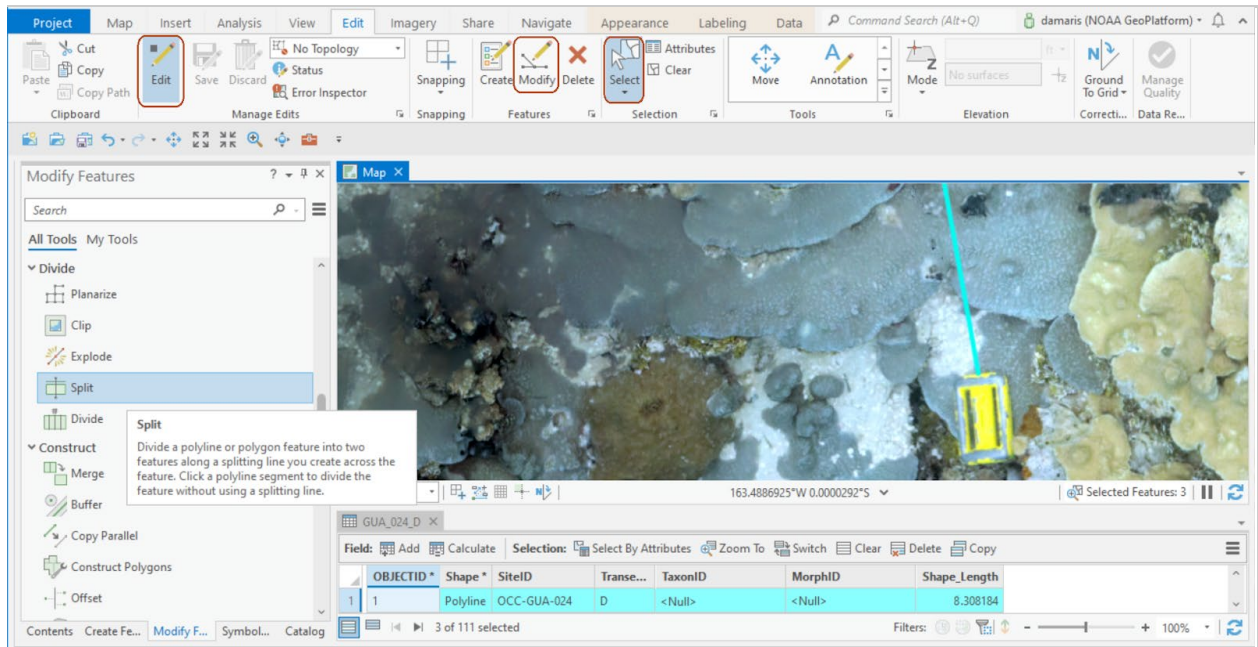 Project Map Insert Analysis View Edit Imagery Share Navigate Appearance Labeling Data Command Search (Alt+Q) damaris (NOAA GeoPlatform)
Cut
Copy
Copy Path
Paste
Clipboard
Edit
Save
Discard
No Topology
Status
Error Inspector
Manage Edits
Snapping
Snapping
Create
Modify
Delete
Features
Select
Attributes
Clear
Selection
Move
Annotation
Tools
Mode
No surfaces
ft
Elevation
Ground
To Grid
Correcti...
Manage
Quality
Data Re...
Modify Features ?
Search
All Tools My Tools
Divide
Planarize
Clip
Explode
Split
Divide
Construct
Merge
Buffer
Copy Parallel
Construct Polygons
Offset
Split
Divide a polyline or polygon feature into two
features along a splitting line you create across the
feature. Click a polyline segment to divide the
feature without using a splitting line.
Contents Create Fe... Modify F... Symbol... Catalog
Map
163.4886925°W 0.0000292°S
Selected Features: 3
GUA_024_D
Field: Add Calculate Selection: Select By Attributes Zoom To Switch Clear Delete Copy
OBJECTID * Shape * SiteID Transe... TaxonID MorphID Shape_Length
1 1 Polyline OCC-GUA-024 D <Null> <Null> 8.308184
3 of 111 selected Filters: - + 100%